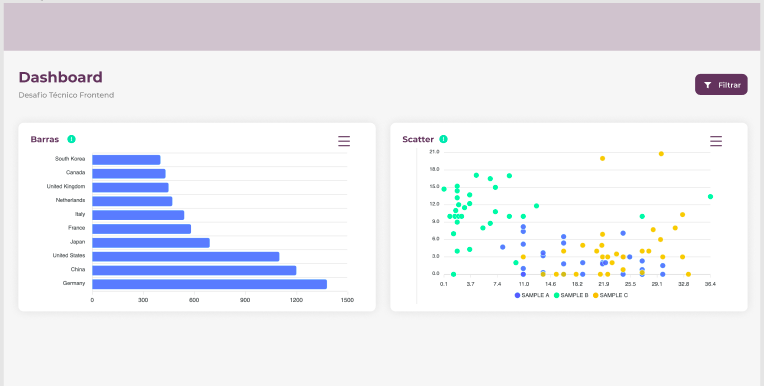 Dashboard
Desafio Técnico Frontend
Filtrar
Barras
South Korea
Canada
United Kingdom
Netherlands
Italy
France
Japan
United States
China
Germany
0 300 600 900 1200 1500
Scatter
21.0
18.0
15.0
12.0
9.0
6.0
3.0
0.0
0.1 3.7 7.4 11.0 14.6 18.2 21.9 25.5 29.1 32.8 36.4
SAMPLE A SAMPLE B SAMPLE C